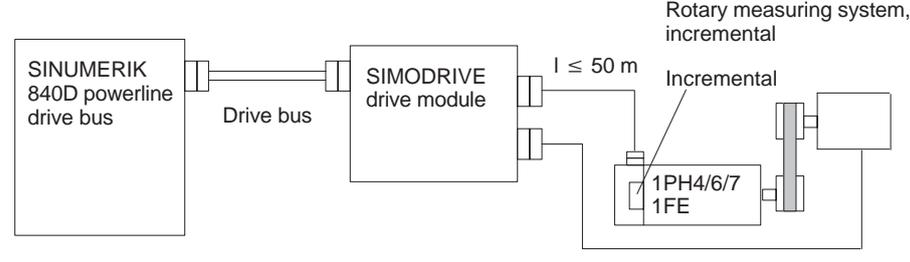 Rotary measuring system,
incremental
SINUMERIK
840D powerline
drive bus
Drive bus
SIMODRIVE
drive module
l ≤ 50 m
Incremental
1PH4/6/7
1FE